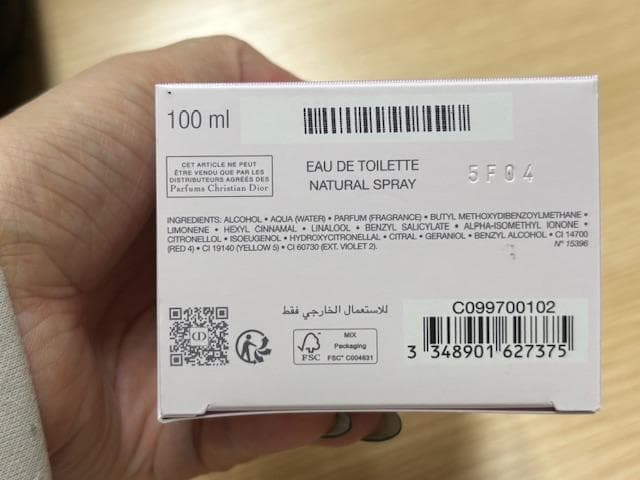 100 ml
CET ARTICLE NE PEUT
ÊTRE VENDU QUE PAR LES
DISTRIBUTEURS AGRÉES DES
Parfums Christian Dior
EAU DE TOILETTE
NATURAL SPRAY
5F04
INGREDIENTS: ALCOHOL • AQUA (WATER) • PARFUM (FRAGRANCE) • BUTYL METHOXYDIBENZOYLMETHANE •
LIMONENE • HEXYL CINNAMAL • LINALOOL • BENZYL SALICYLATE • ALPHA-ISOMETHYL IONONE •
CITRONELLOL • ISOEUGENOL • HYDROXYCITRONELLAL • CITRAL • GERANIOL • BENZYL ALCOHOL • CI 14700
(RED 4) • CI 19140 (YELLOW 5) • CI 60730 (EXT. VIOLET 2).
N° 15396
للاستعمال الخارجي فقط
CD
FSC
MIX
Packaging
FSC™ C004631
C099700102
3 348901 627375